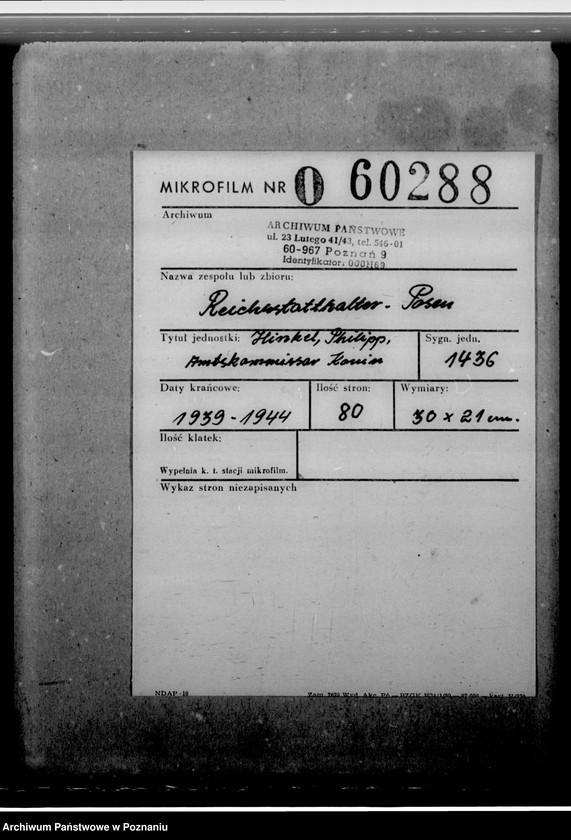 MIKROFILM NR 0 60288
Archiwum
ARCHIWUM PAŃSTWOWE
ul. 23 Lutego 41/43, tel. 546-01
60-967 Poznań 9
Identyfikator: 0001169
Nazwa zespołu lub zbioru:
Reichsstatthalter - Posen
Tytuł jednostki: Hinkel, Philipp,
Amtskommissar Konin
Sygn. jedn.
1436
Daty krańcowe:
1939 - 1944
Ilość stron:
80
Wymiary:
30 x 21 cm.
Ilość klatek:
Wypełnia k. t. stacji mikrofilm.
Wykaz stron niezapisanych
NDAP-18
Archiwum Państwowe w Poznaniu